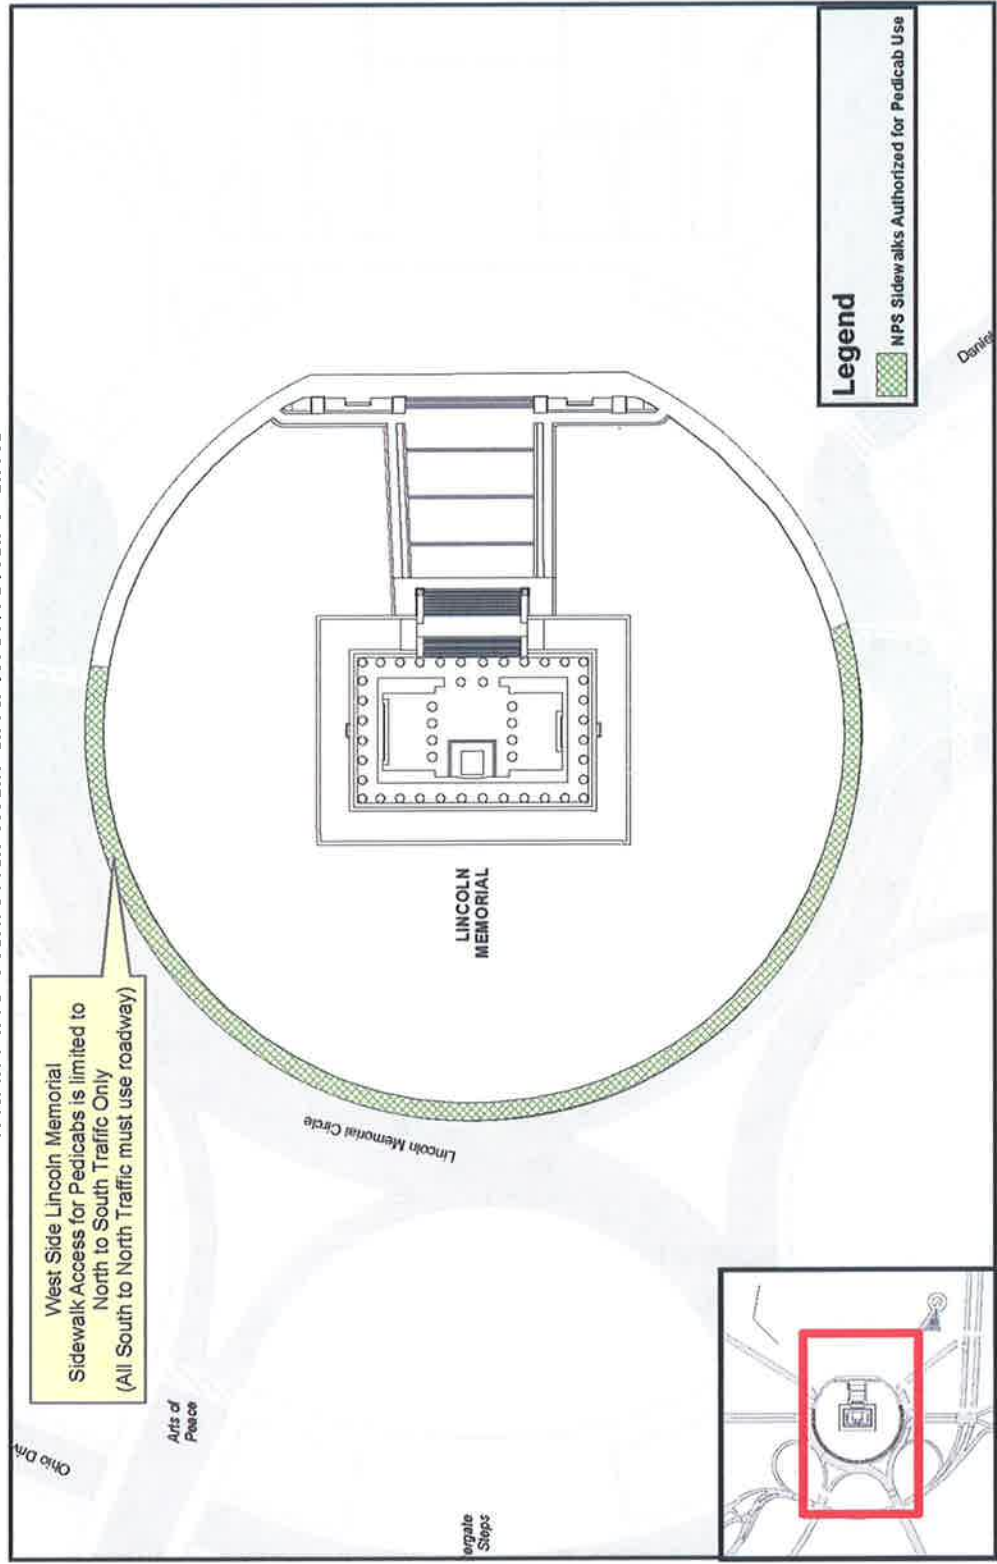 West Side Lincoln Memorial
Sidewalk Access for Pedicabs is limited to
North to South Traffic Only
(All South to North Traffic must use roadway)
Ohio Driv
Arts of
Peace
ergate
Steps
Lincoln Memorial Circle
LINCOLN
MEMORIAL
Daniel
Legend
NPS Sidewalks Authorized for Pedicab Use